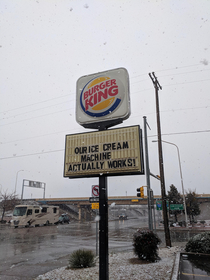 BURGER
KING
OUR ICE CREAM
MACHINE
ACTUALLY WORKS!